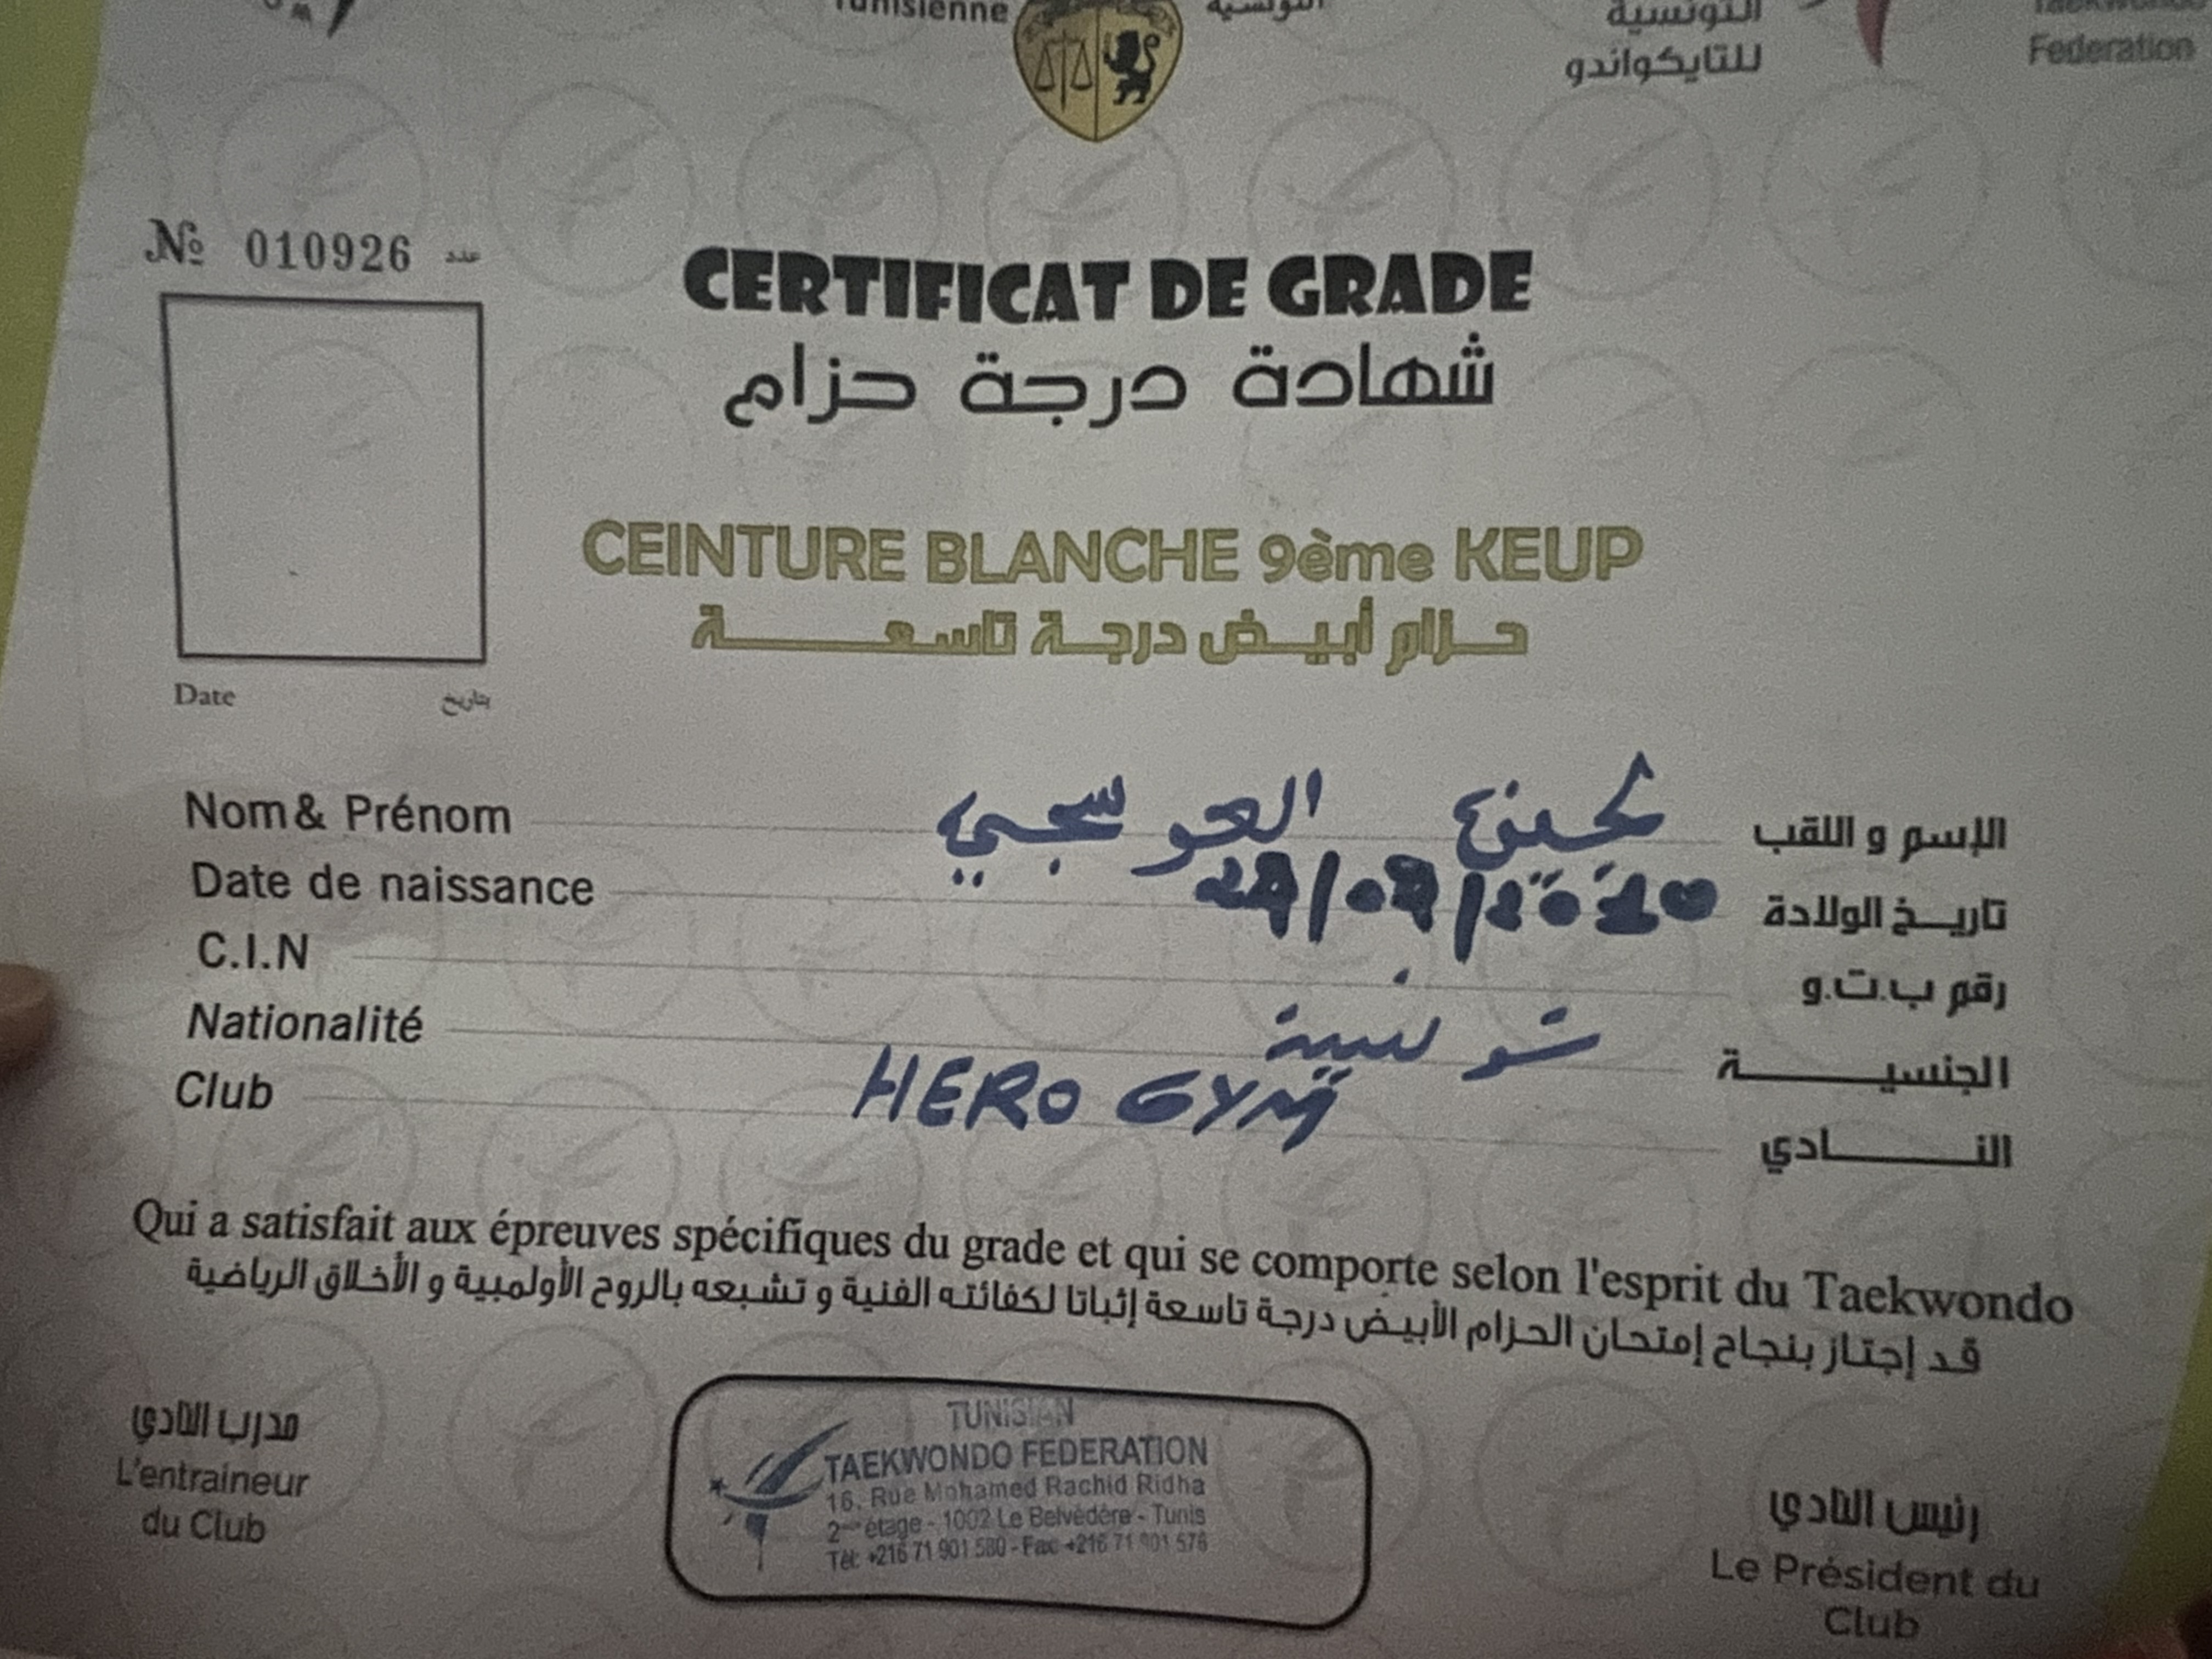 Tunisienne التونسية
التونسية
للتايكواندو
Taekwondo
Federation
№ 010926 عدد
CERTIFICAT DE GRADE
شهادة درجة حزام
CEINTURE BLANCHE 9ème KEUP
حزام أبيض درجة تاسعة
Date بتاريخ
Nom& Prénom العوسجي الإسم و اللقب
Date de naissance تاريخ الولادة
C.I.N رقم ب.ت.و
Nationalité تونسية الجنسية
Club HERO GYM النادي
Qui a satisfait aux épreuves spécifiques du grade et qui se comporte selon l'esprit du Taekwondo
قد إجتاز بنجاح إمتحان الحزام الأبيض درجة تاسعة إثباتا لكفائته الفنية و تشبعه بالروح الأولمبية و الأخلاق الرياضية
مدرب النادي
L'entraineur
du Club
TUNISIAN
TAEKWONDO FEDERATION
16, Rue Mohamed Rachid Ridha
2ème étage - 1002 Le Belvédère - Tunis
Tél: +216 71 901 580 - Fax: +216 71 901 576
رئيس النادي
Le Président du
Club